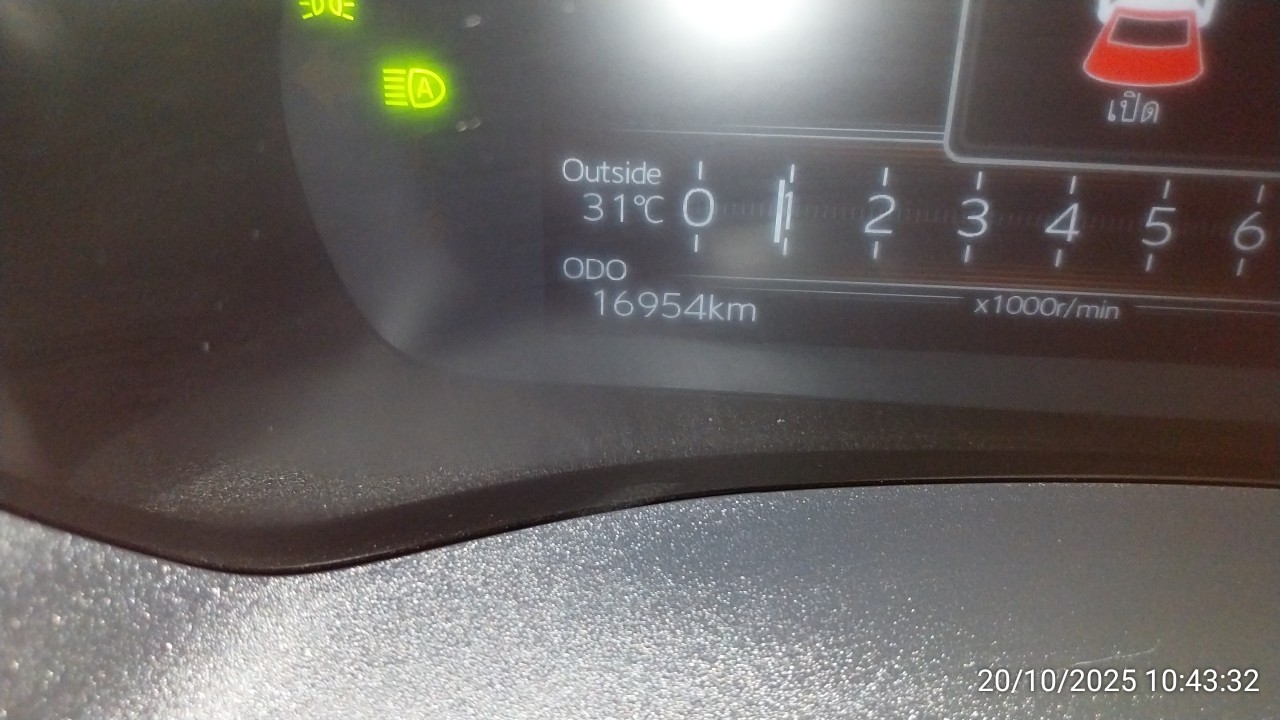 A
เปิด
Outside
31℃
0 1 2 3 4 5 6
ODO
16954km
x1000r/min
20/10/2025 10:43:32